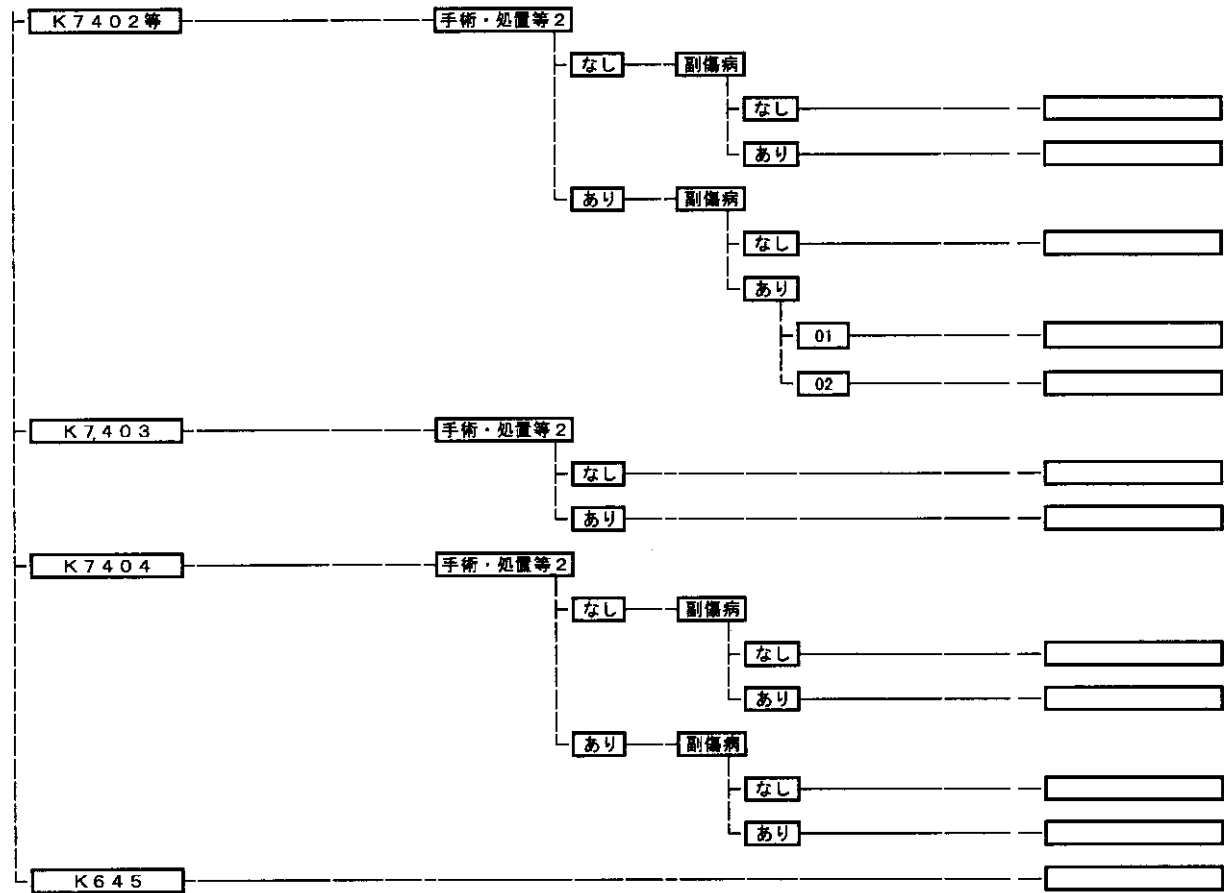 K7402等 手術・処置等2
なし 副傷病
なし
あり
あり 副傷病
なし
あり
01
02
K7403 手術・処置等2
なし
あり
K7404 手術・処置等2
なし 副傷病
なし
あり
あり 副傷病
なし
あり
K645